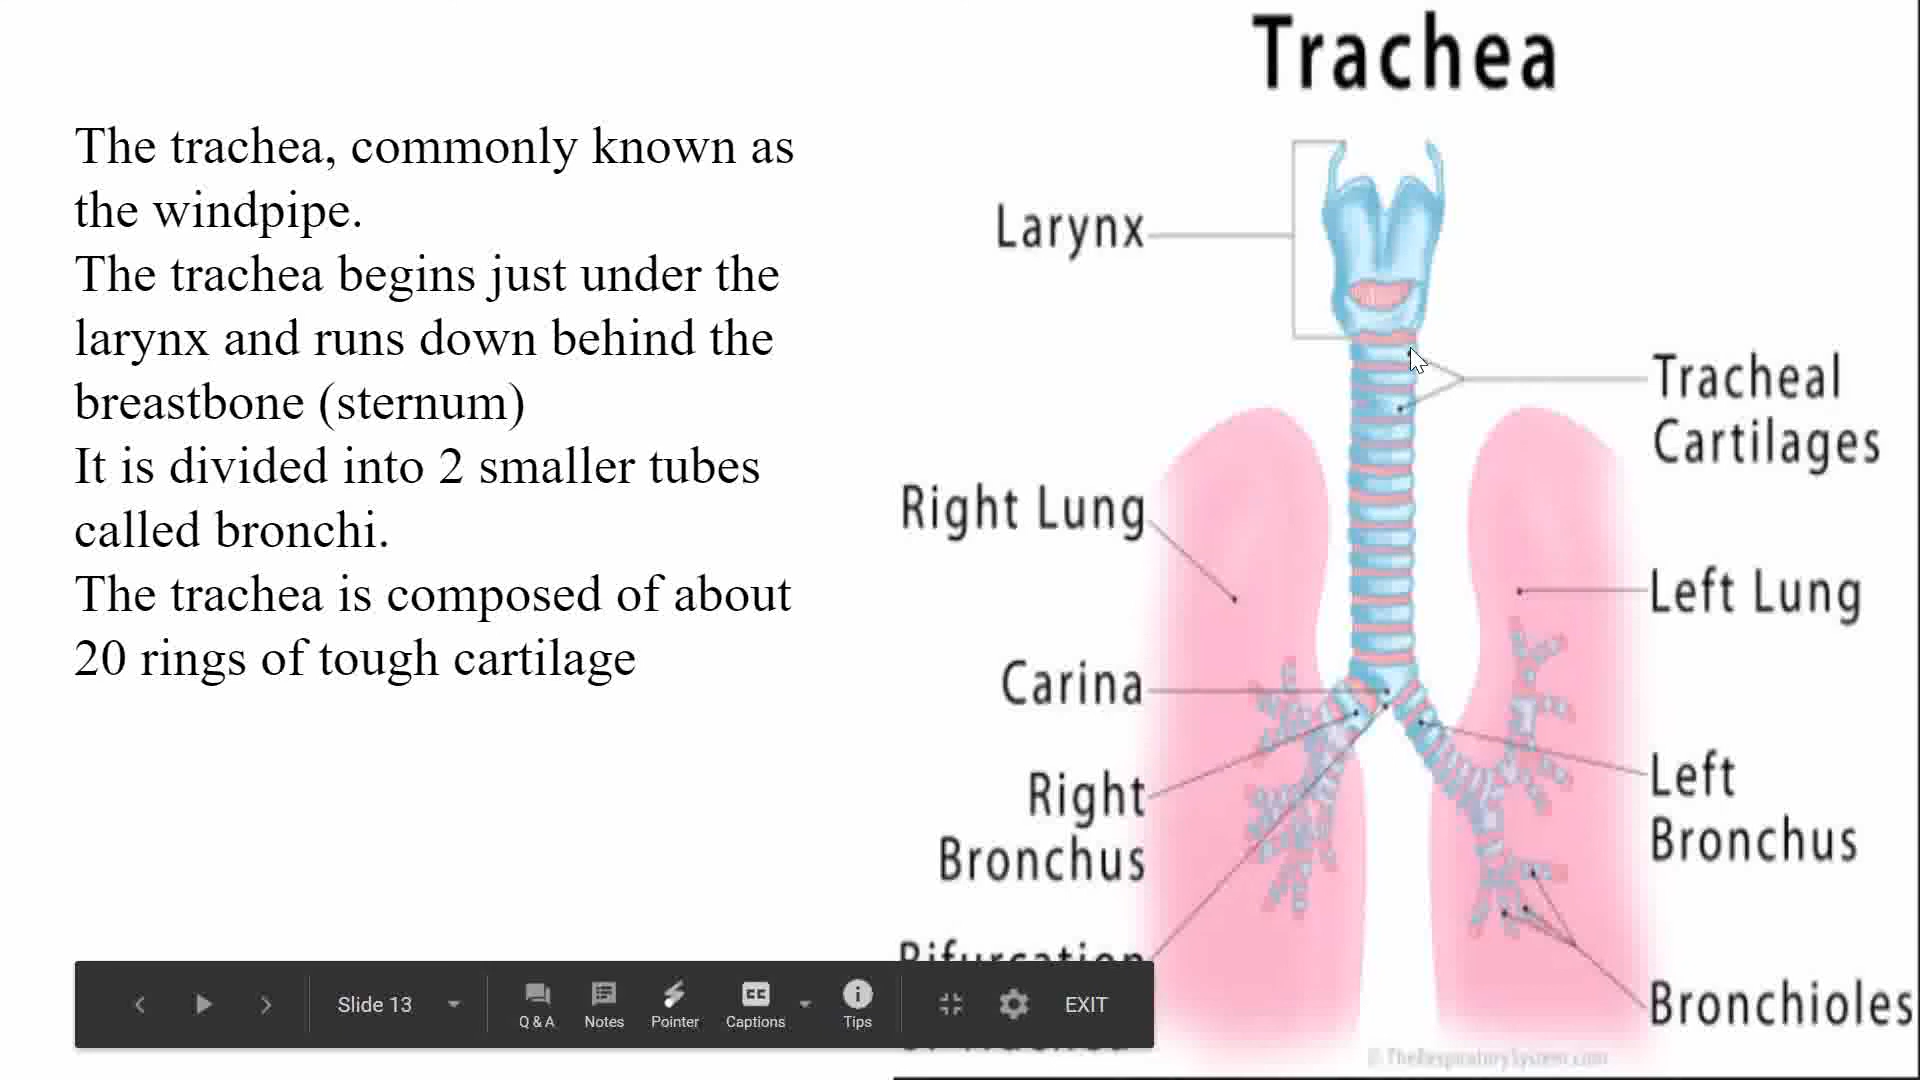 Trachea
The trachea, commonly known as
the windpipe.
The trachea begins just under the
larynx and runs down behind the
breastbone (sternum)
It is divided into 2 smaller tubes
called bronchi.
The trachea is composed of about
20 rings of tough cartilage
Larynx
Tracheal
Cartilages
Right Lung
Left Lung
Carina
Right
Bronchus
Left
Bronchus
Bifurcation
Bronchioles
Slide 13
Q & A
Notes
Pointer
Captions
Tips
EXIT
© TheRespiratorySystem.com